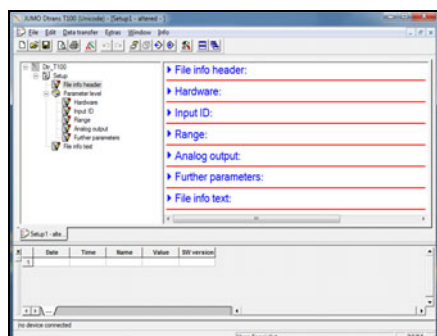 JUMO Dtrans T100 (Unicode) - [Setup1 - altered - ]
File Edit Data transfer Extras Window Info
Dtr_T100
Setup
File info header
Parameter level
Hardware
Input ID
Range
Analog output
Further parameters
File info text
File info header:
Hardware:
Input ID:
Range:
Analog output:
Further parameters:
File info text:
Setup1 - alte...
Date Time Name Value SW version
1
no device connected